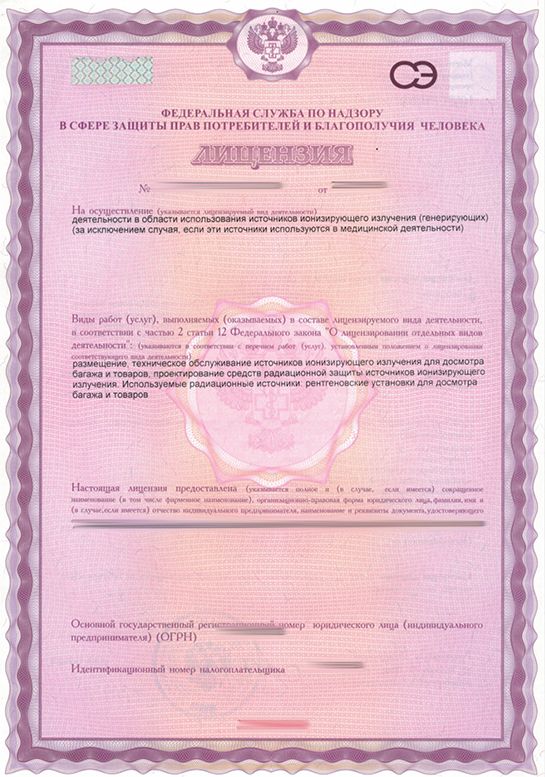 СЭ
ФЕДЕРАЛЬНАЯ СЛУЖБА ПО НАДЗОРУ
В СФЕРЕ ЗАЩИТЫ ПРАВ ПОТРЕБИТЕЛЕЙ И БЛАГОПОЛУЧИЯ ЧЕЛОВЕКА
ЛИЦЕНЗИЯ
№ от
На осуществление (указывается лицензируемый вид деятельности)
деятельности в области использования источников ионизирующего излучения (генерирующих)
(за исключением случая, если эти источники используются в медицинской деятельности)
Виды работ (услуг), выполняемых (оказываемых) в составе лицензируемого вида деятельности,
в соответствии с частью 2 статьи 12 Федерального закона "О лицензировании отдельных видов
деятельности": (указываются в соответствии с перечнем работ (услуг), установленным положением о лицензировании
соответствующего вида деятельности)
размещение, техническое обслуживание источников ионизирующего излучения для досмотра
багажа и товаров, проектирование средств радиационной защиты источников ионизирующего
излучения. Используемые радиационные источники: рентгеновские установки для досмотра
багажа и товаров
Настоящая лицензия предоставлена (указывается полное и (в случае, если имеется) сокращенное
наименование (в том числе фирменное наименование), организационно-правовая форма юридического лица, фамилия, имя и
(в случае,если имеется) отчество индивидуального предпринимателя, наименование и реквизиты документа,удостоверяющего
Основной государственный регистрационный номер юридического лица (индивидуального
предпринимателя) (ОГРН)
Идентификационный номер налогоплательщика